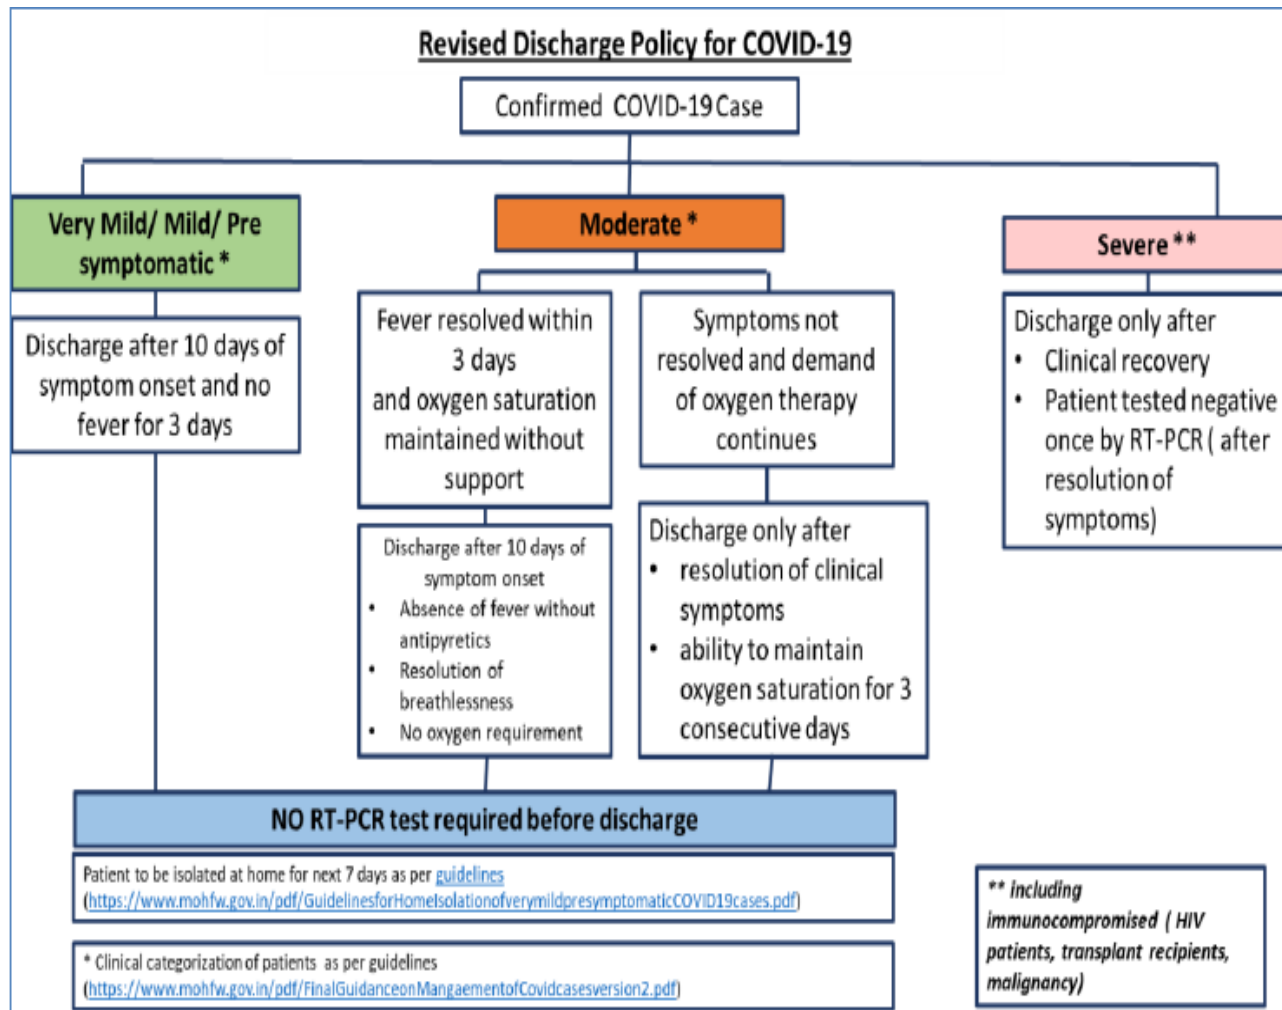 Revised Discharge Policy for COVID-19
Confirmed COVID-19 Case
Very Mild/ Mild/ Pre
symptomatic *
Discharge after 10 days of
symptom onset and no
fever for 3 days
Moderate *
Fever resolved within
3 days
and oxygen saturation
maintained without
support
Discharge after 10 days of
symptom onset
• Absence of fever without
antipyretics
• Resolution of
breathlessness
• No oxygen requirement
Symptoms not
resolved and demand
of oxygen therapy
continues
Discharge only after
• resolution of clinical
symptoms
• ability to maintain
oxygen saturation for 3
consecutive days
Severe **
Discharge only after
• Clinical recovery
• Patient tested negative
once by RT-PCR ( after
resolution of
symptoms)
NO RT-PCR test required before discharge
Patient to be isolated at home for next 7 days as per guidelines
(https://www.mohfw.gov.in/pdf/GuidelinesforHomeIsolationofverymildpresymptomaticCOVID19cases.pdf)
* Clinical categorization of patients as per guidelines
(https://www.mohfw.gov.in/pdf/FinalGuidanceonMangaementofCovidcasesversion2.pdf)
** including
immunocompromised ( HIV
patients, transplant recipients,
malignancy)